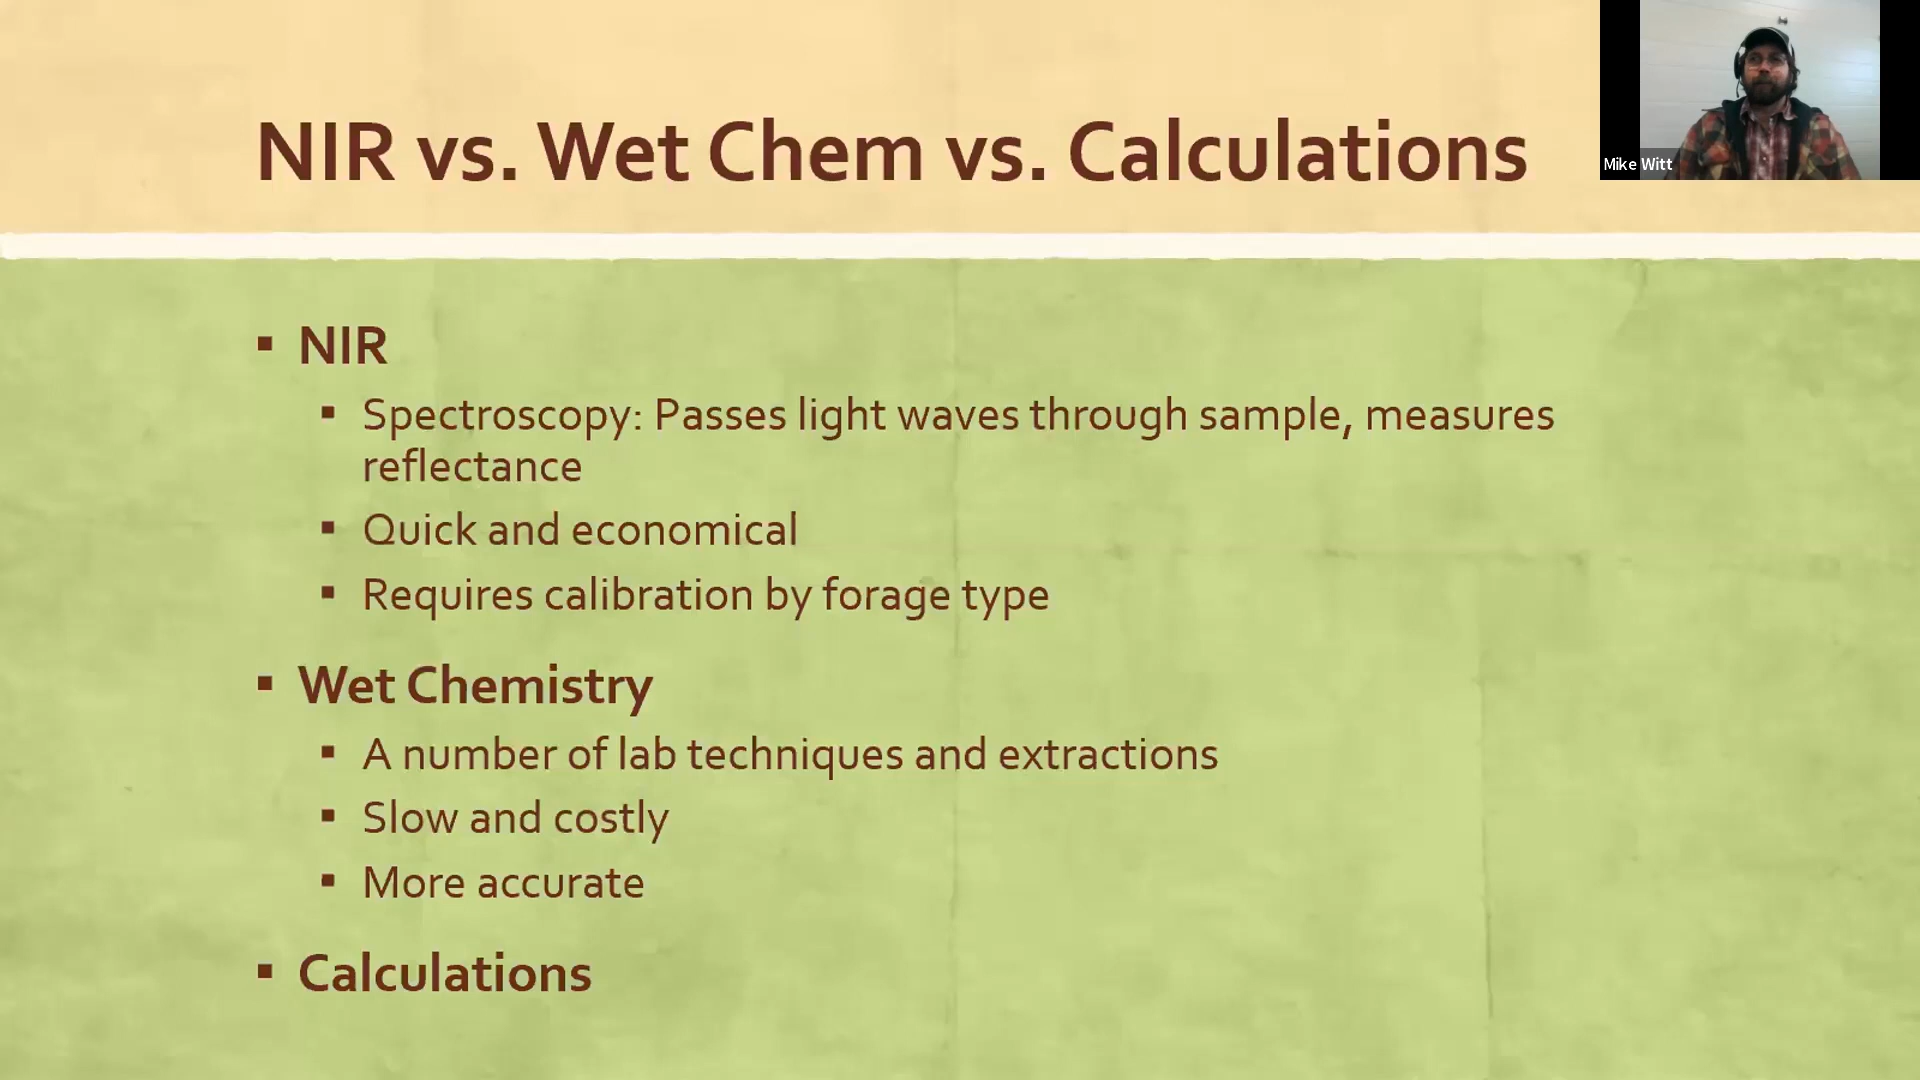 NIR vs. Wet Chem vs. Calculations
Mike Witt
▪ NIR
▪ Spectroscopy: Passes light waves through sample, measures
reflectance
▪ Quick and economical
▪ Requires calibration by forage type
▪ Wet Chemistry
▪ A number of lab techniques and extractions
▪ Slow and costly
▪ More accurate
▪ Calculations